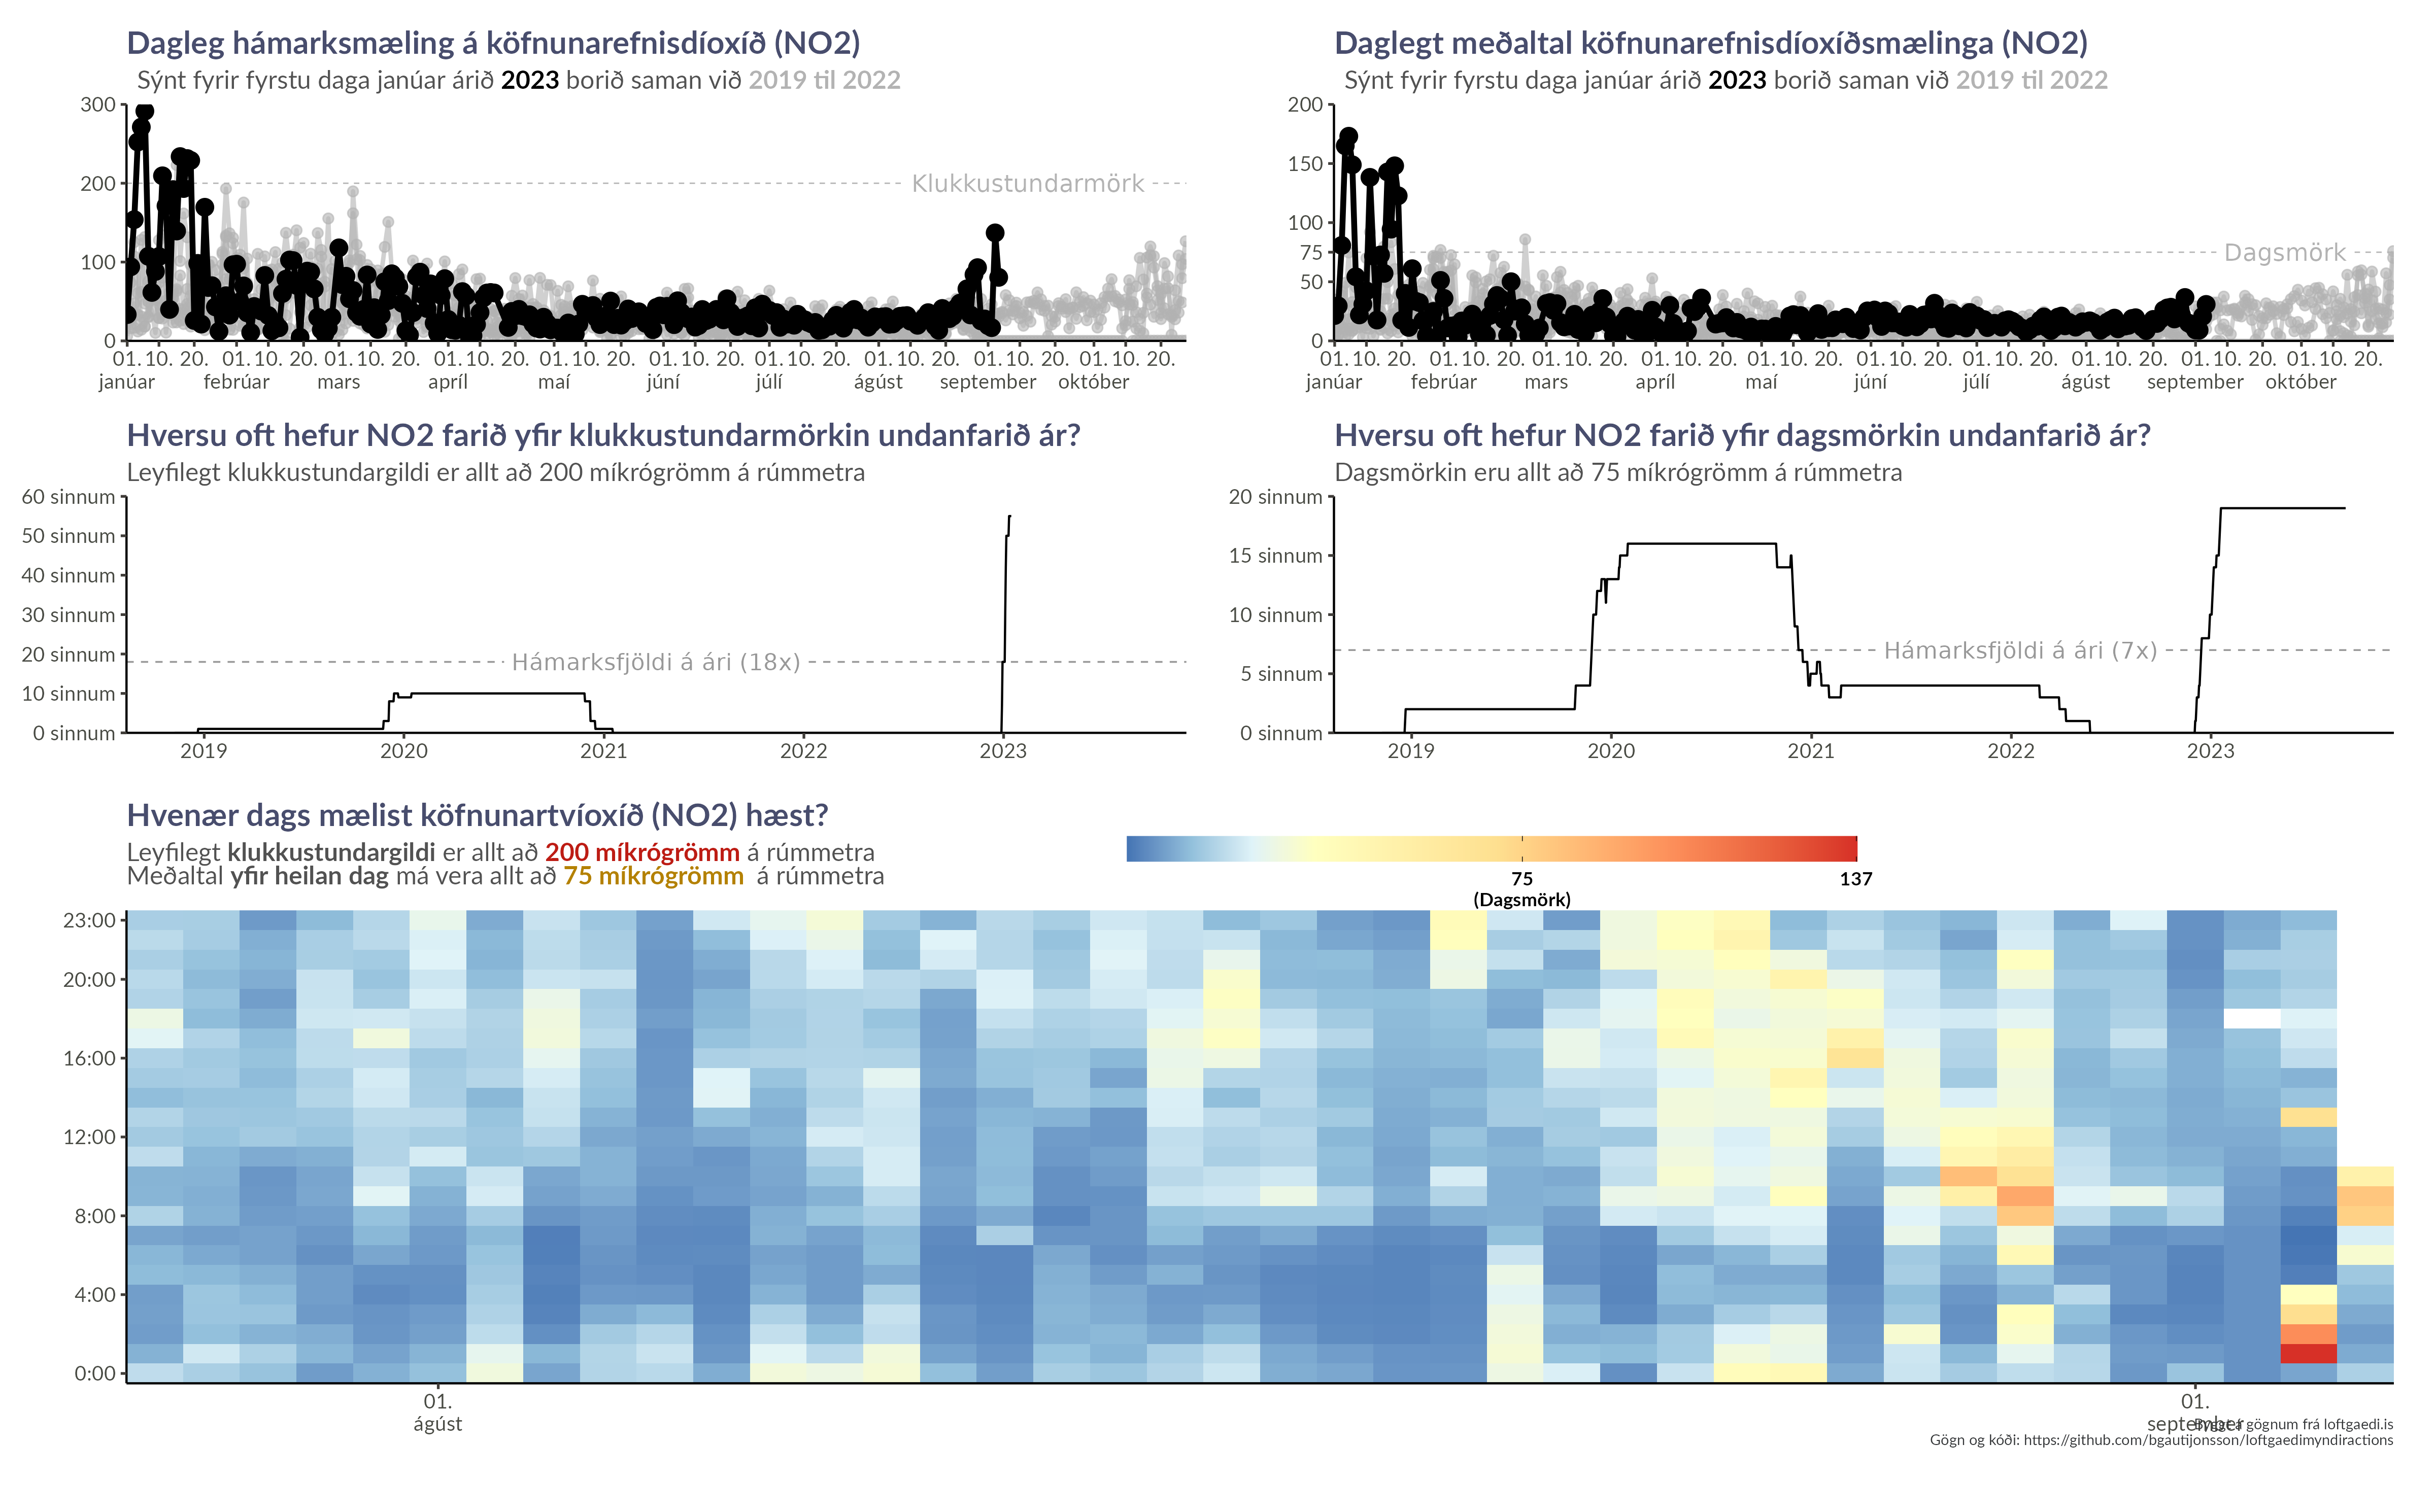 Dagleg hámarksmæling á köfnunarefnisdíoxíð (NO2)
Sýnt fyrir fyrstu daga janúar árið 2023 borið saman við 2019 til 2022
300
200
100
0
Klukkustundarmörk
01. 10. 20. 01. 10. 20. 01. 10. 20. 01. 10. 20. 01. 10. 20. 01. 10. 20. 01. 10. 20. 01. 10. 20. 01. 10. 20. 01. 10. 20.
janúar febrúar mars apríl maí júní júlí ágúst september október
Daglegt meðaltal köfnunarefnisdíoxíðsmælinga (NO2)
Sýnt fyrir fyrstu daga janúar árið 2023 borið saman við 2019 til 2022
200
150
100
75
50
0
Dagsmörk
01. 10. 20. 01. 10. 20. 01. 10. 20. 01. 10. 20. 01. 10. 20. 01. 10. 20. 01. 10. 20. 01. 10. 20. 01. 10. 20. 01. 10. 20.
janúar febrúar mars apríl maí júní júlí ágúst september október
Hversu oft hefur NO2 farið yfir klukkustundarmörkin undanfarið ár?
Leyfilegt klukkustundargildi er allt að 200 míkrógrömm á rúmmetra
60 sinnum
50 sinnum
40 sinnum
30 sinnum
20 sinnum
10 sinnum
0 sinnum
Hámarksfjöldi á ári (18x)
2019 2020 2021 2022 2023
Hversu oft hefur NO2 farið yfir dagsmörkin undanfarið ár?
Dagsmörkin eru allt að 75 míkrógrömm á rúmmetra
20 sinnum
15 sinnum
10 sinnum
5 sinnum
0 sinnum
Hámarksfjöldi á ári (7x)
2019 2020 2021 2022 2023
Hvenær dags mælist köfnunartvíoxíð (NO2) hæst?
Leyfilegt klukkustundargildi er allt að 200 míkrógrömm á rúmmetra
Meðaltal yfir heilan dag má vera allt að 75 míkrógrömm á rúmmetra
75 137
(Dagsmörk)
23:00
20:00
16:00
12:00
8:00
4:00
0:00
01. 01.
ágúst september
Byggt á gögnum frá loftgaedi.is
Gögn og kóði: https://github.com/bgautijonsson/loftgaedimyndiractions